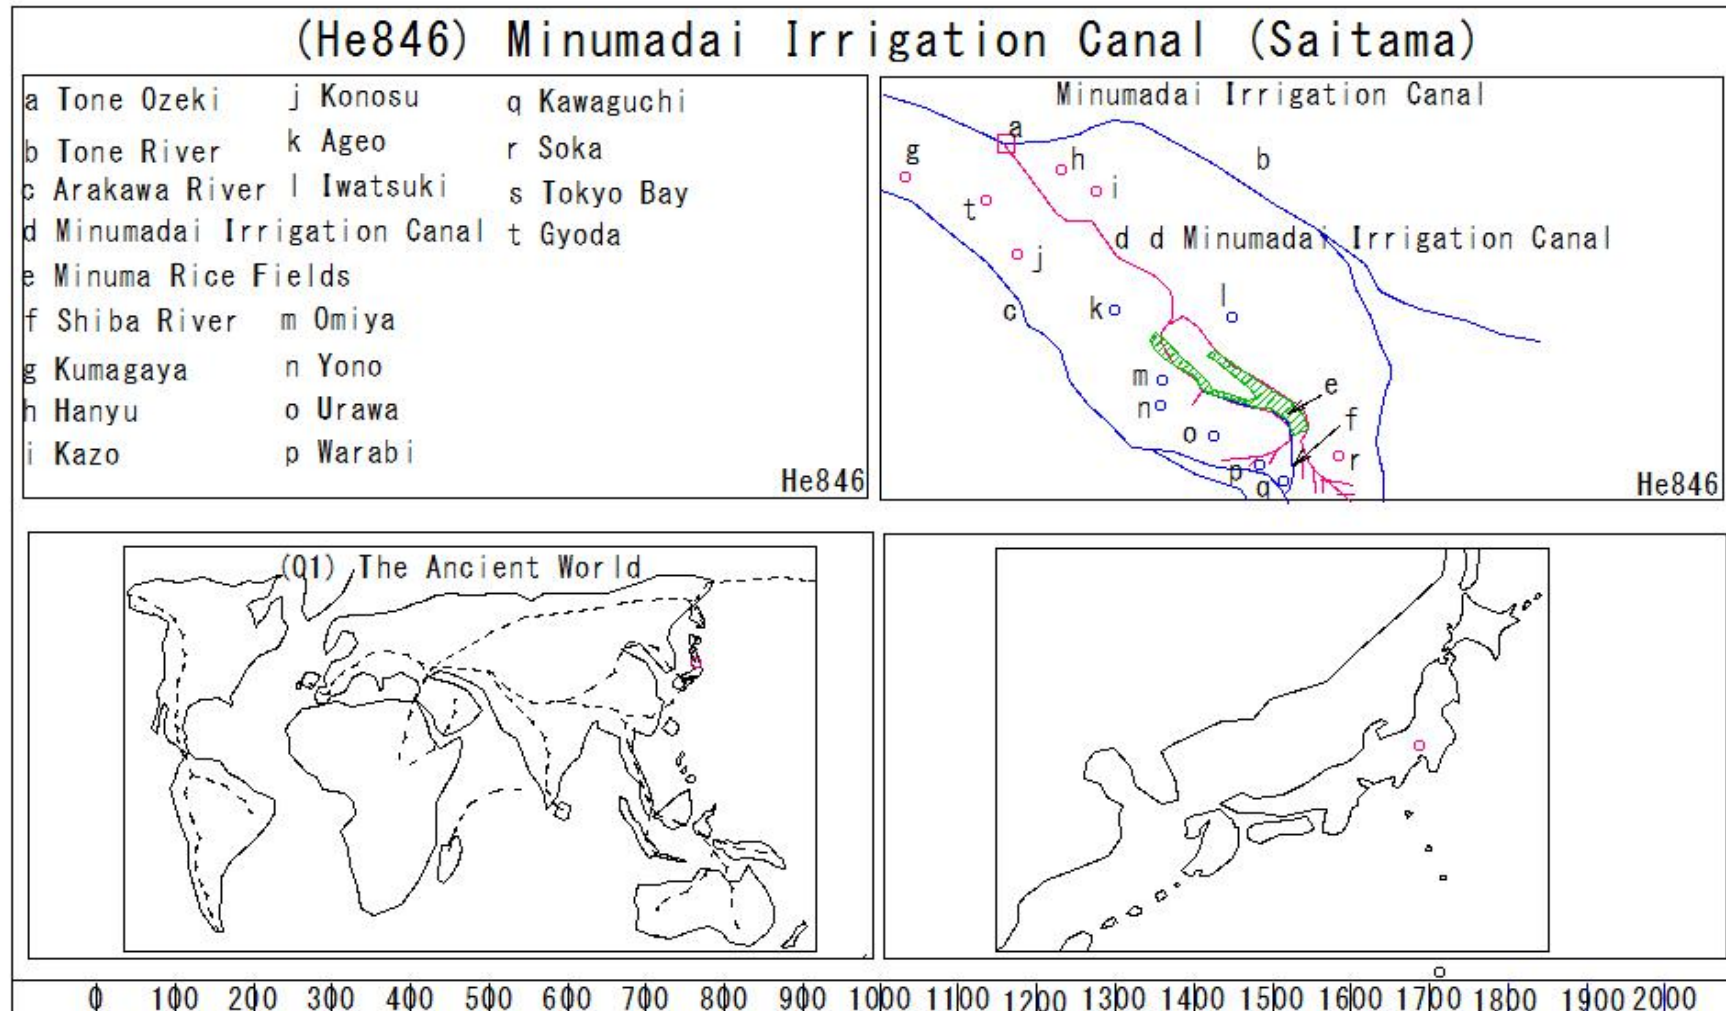 (He846) Minumadai Irrigation Canal (Saitama)
a Tone Ozeki
b Tone River
c Arakawa River
d Minumadai Irrigation Canal
e Minuma Rice Fields
f Shiba River
g Kumagaya
h Hanyu
i Kazo
j Konosu
k Ageo
l Iwatsuki
m Omiya
n Yono
o Urawa
p Warabi
q Kawaguchi
r Soka
s Tokyo Bay
t Gyoda
He846
Minumadai Irrigation Canal
a
g
h
b
i
t
d d Minumadai Irrigation Canal
j
c
k
l
m
e
n
f
o
p
r
q
He846
(01) The Ancient World
0 100 200 300 400 500 600 700 800 900 1000 1100 1200 1300 1400 1500 1600 1700 1800 1900 2000